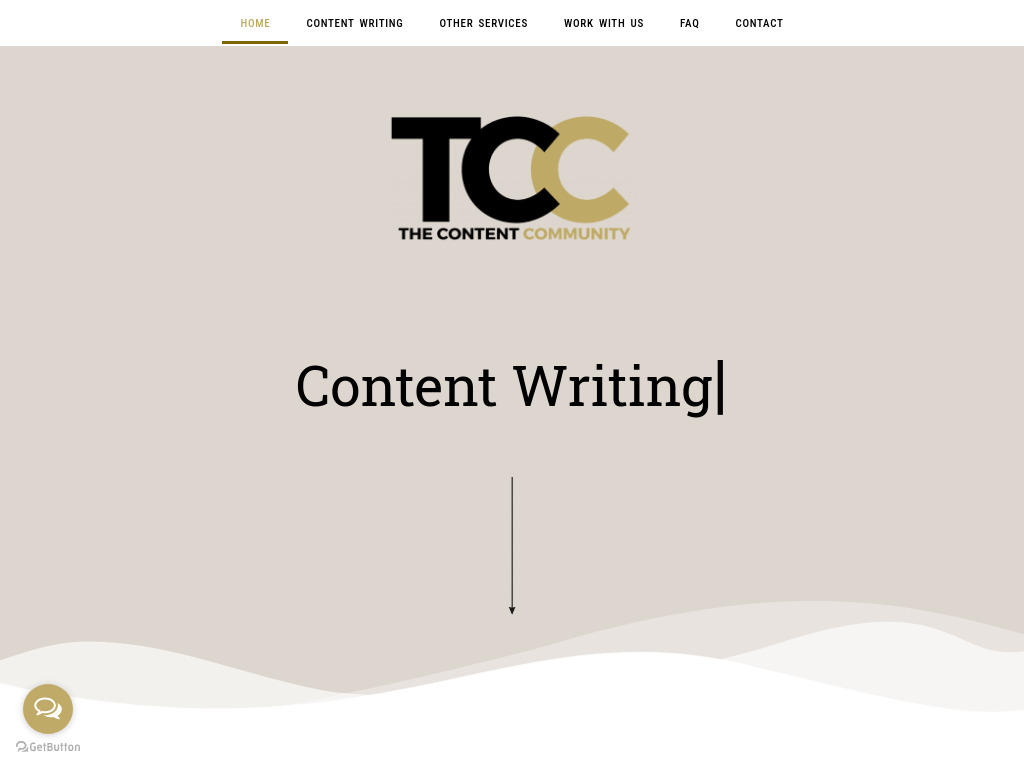 HOME CONTENT WRITING OTHER SERVICES WORK WITH US FAQ CONTACT
TCC
THE CONTENT COMMUNITY
Content Writing|
GetButton